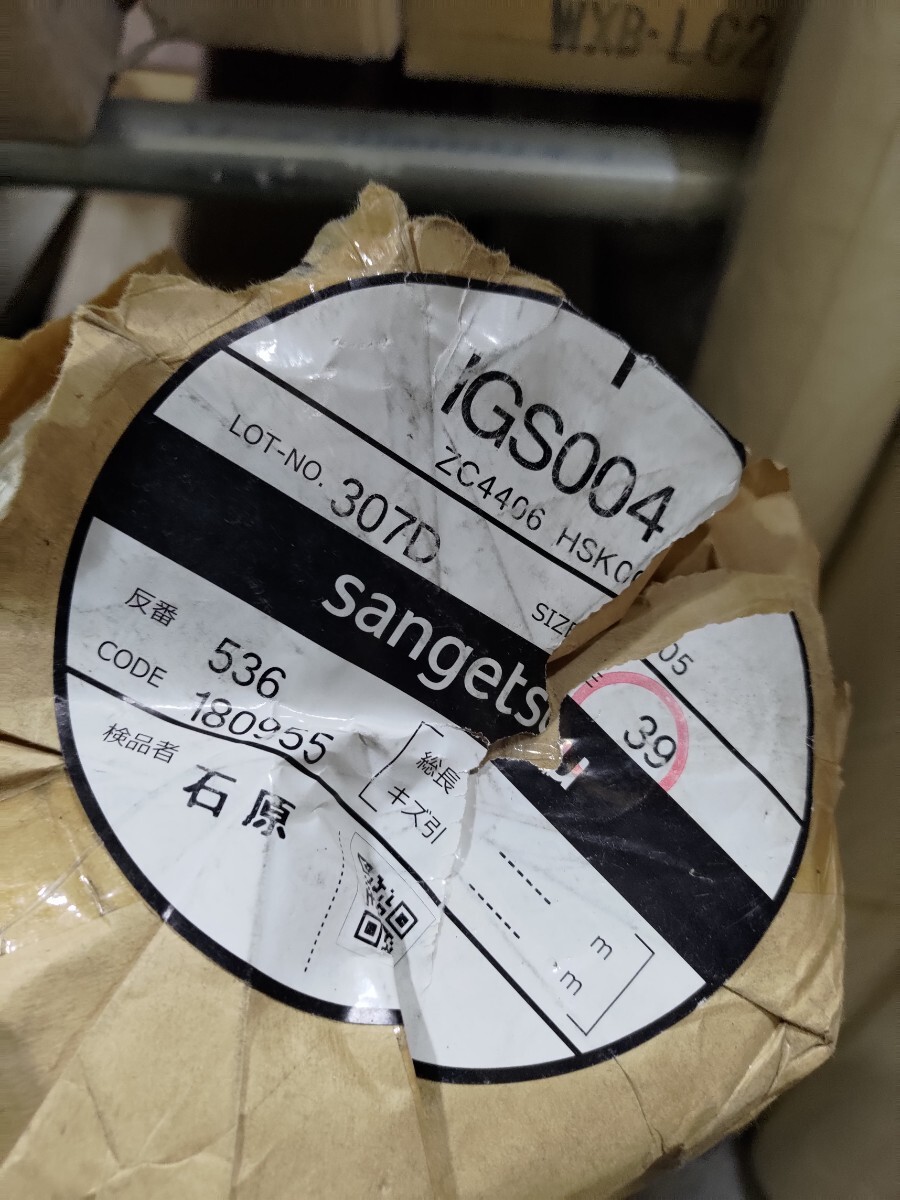 WXB-LC2
IGS004
ZC4406 HSK0
LOT-NO. 307D
SIZE
05
sangetsu
反番 536
39
CODE 180955
検品者 石原
総長 m
キズ引 m